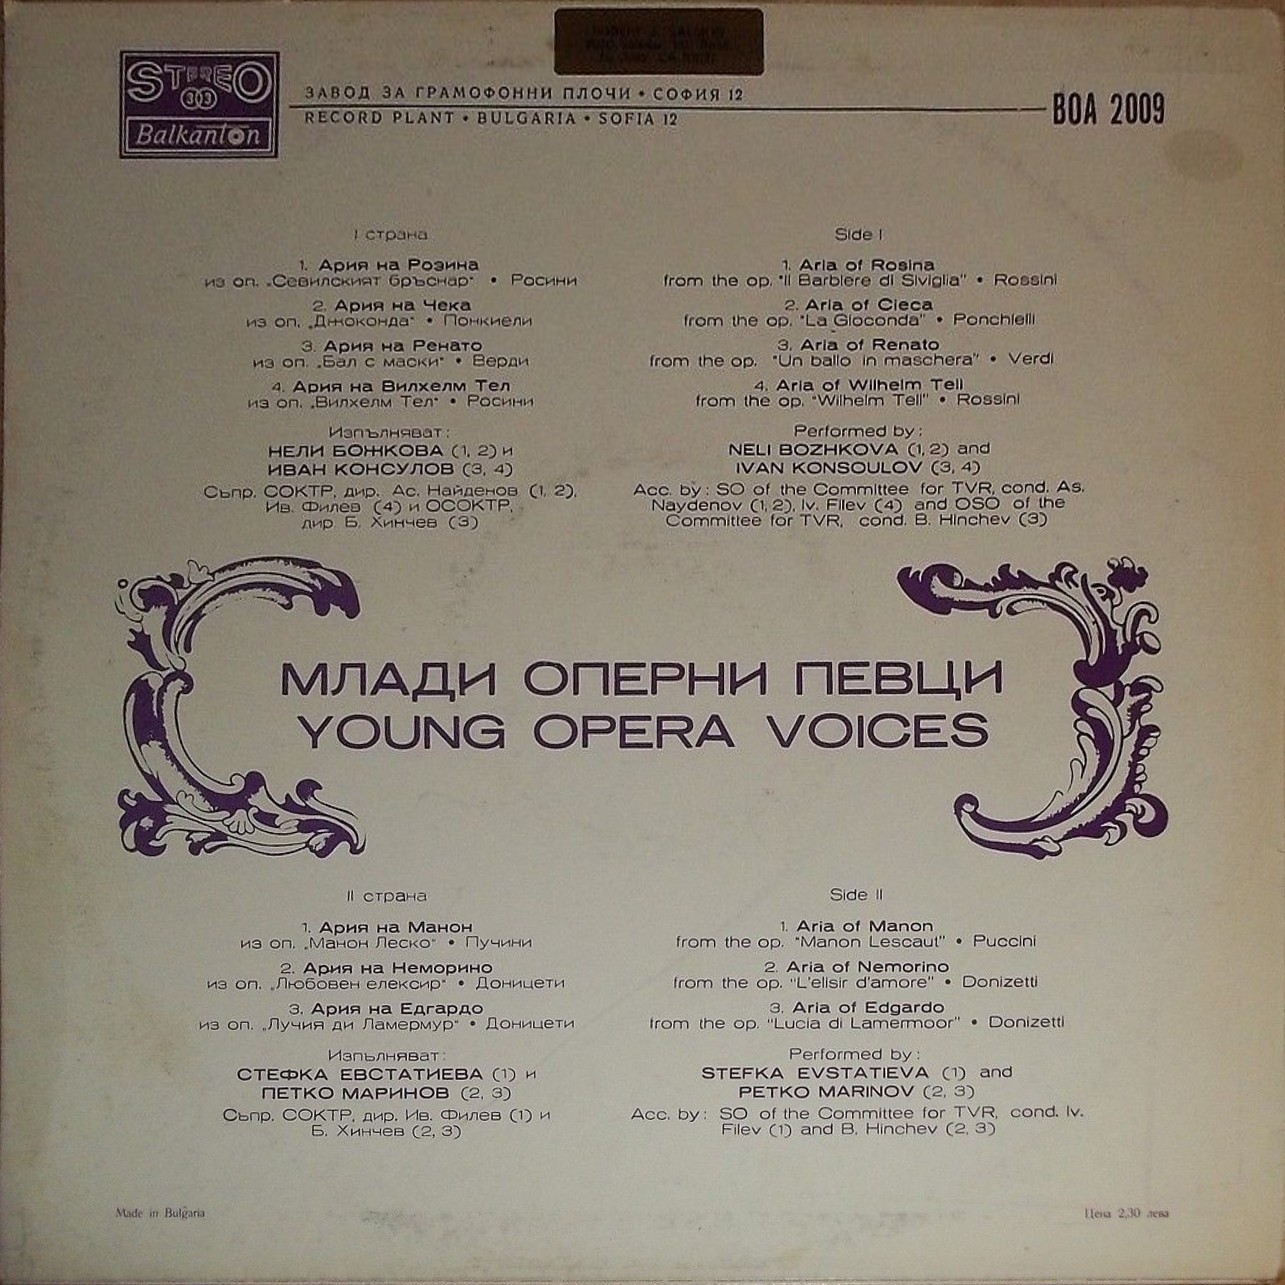 STEREO
33
Balkanton
ЗАВОД ЗА ГРАМОФОННИ ПЛОЧИ • СОФИЯ 12
RECORD PLANT • BULGARIA • SOFIA 12
BOA 2009
I страна
1. Ария на Розина
из оп. „Севилският бръснар“ • Росини
2. Ария на Чека
из оп. „Джоконда“ • Понкиели
3. Ария на Ренато
из оп. „Бал с маски“ • Верди
4. Ария на Вилхелм Тел
из оп. „Вилхелм Тел“ • Росини
Изпълняват:
НЕЛИ БОЖКОВА (1, 2) и
ИВАН КОНСУЛОВ (3, 4)
Съпр. СОКТР, дир. Ас. Найденов (1, 2),
Ив. Филев (4) и ОСОКТР,
дир. Б. Хинчев (3)
Side I
1. Aria of Rosina
from the op. "Il Barbiere di Siviglia" • Rossini
2. Aria of Cieca
from the op. "La Gioconda" • Ponchielli
3. Aria of Renato
from the op. "Un ballo in maschera" • Verdi
4. Aria of Wilhelm Tell
from the op. "Wilhelm Tell" • Rossini
Performed by:
NELI BOZHKOVA (1, 2) and
IVAN KONSOULOV (3, 4)
Acc. by: SO of the Committee for TVR, cond. As.
Naydenov (1, 2), Iv. Filev (4) and OSO of the
Committee for TVR, cond. B. Hinchev (3)
МЛАДИ ОПЕРНИ ПЕВЦИ
YOUNG OPERA VOICES
II страна
1. Ария на Манон
из оп. „Манон Леско“ • Пучини
2. Ария на Неморино
из оп. „Любовен елексир“ • Доницети
3. Ария на Едгардо
из оп. „Лучия ди Ламермур“ • Доницети
Изпълняват:
СТЕФКА ЕВСТАТИЕВА (1) и
ПЕТКО МАРИНОВ (2, 3)
Съпр. СОКТР, дир. Ив. Филев (1) и
Б. Хинчев (2, 3)
Side II
1. Aria of Manon
from the op. "Manon Lescaut" • Puccini
2. Aria of Nemorino
from the op. "L'elisir d'amore" • Donizetti
3. Aria of Edgardo
from the op. "Lucia di Lamermoor" • Donizetti
Performed by:
STEFKA EVSTATIEVA (1) and
PETKO MARINOV (2, 3)
Acc. by: SO of the Committee for TVR, cond. Iv.
Filev (1) and B. Hinchev (2, 3)
Made in Bulgaria
Цена 2,30 лева